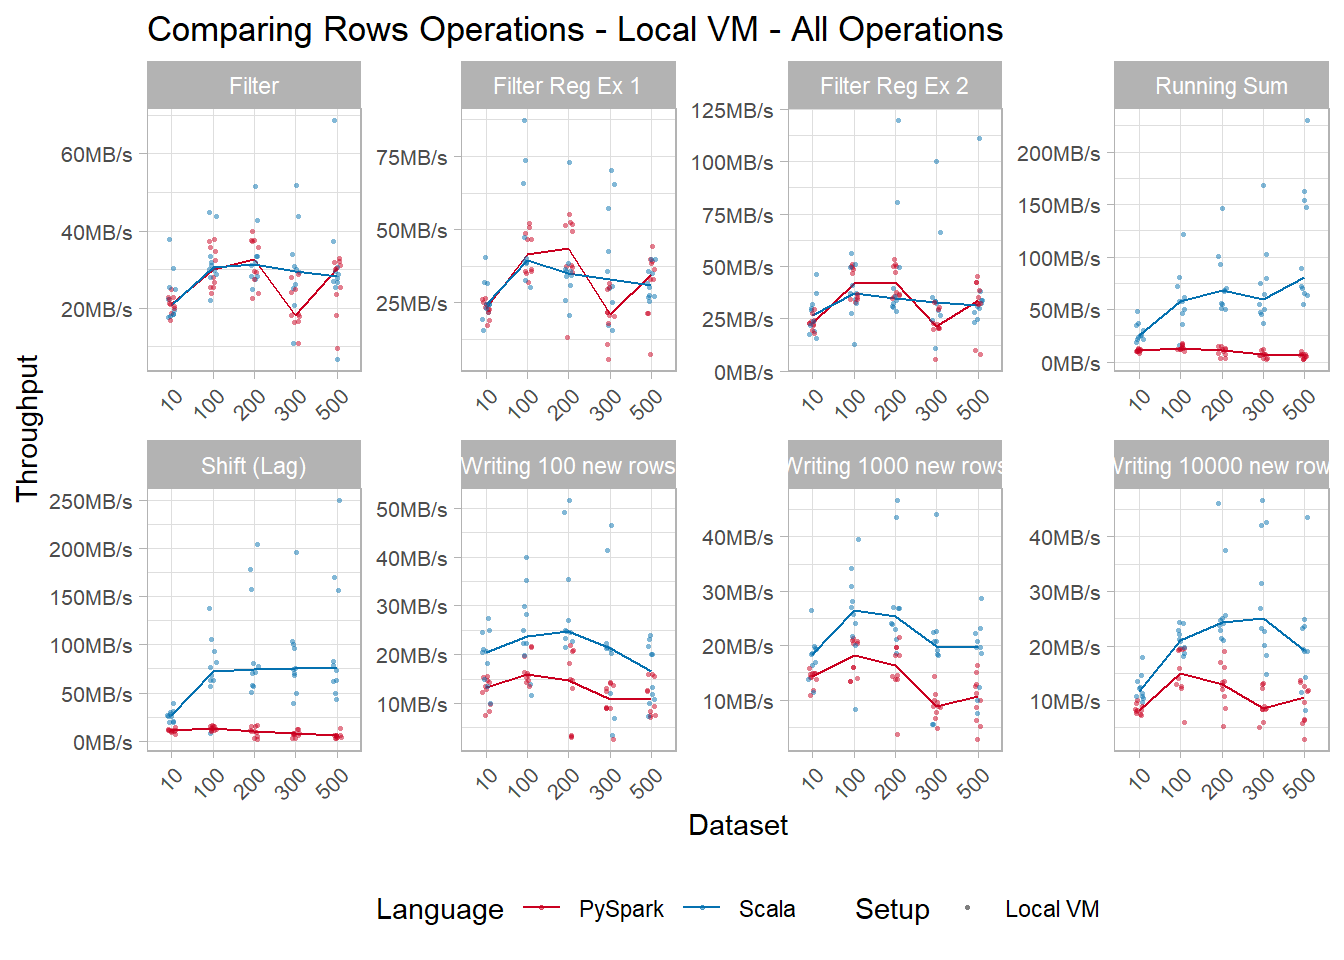 Comparing Rows Operations - Local VM - All Operations
Filter
Filter Reg Ex 1
Filter Reg Ex 2
Running Sum
60MB/s
40MB/s
20MB/s
75MB/s
50MB/s
25MB/s
125MB/s
100MB/s
75MB/s
50MB/s
25MB/s
0MB/s
200MB/s
150MB/s
100MB/s
50MB/s
0MB/s
10 100 200 300 500
10 100 200 300 500
10 100 200 300 500
10 100 200 300 500
Throughput
Shift (Lag)
Writing 100 new rows
Writing 1000 new rows
Writing 10000 new row
250MB/s
200MB/s
150MB/s
100MB/s
50MB/s
0MB/s
50MB/s
40MB/s
30MB/s
20MB/s
10MB/s
40MB/s
30MB/s
20MB/s
10MB/s
40MB/s
30MB/s
20MB/s
10MB/s
10 100 200 300 500
10 100 200 300 500
10 100 200 300 500
10 100 200 300 500
Dataset
Language PySpark Scala Setup Local VM